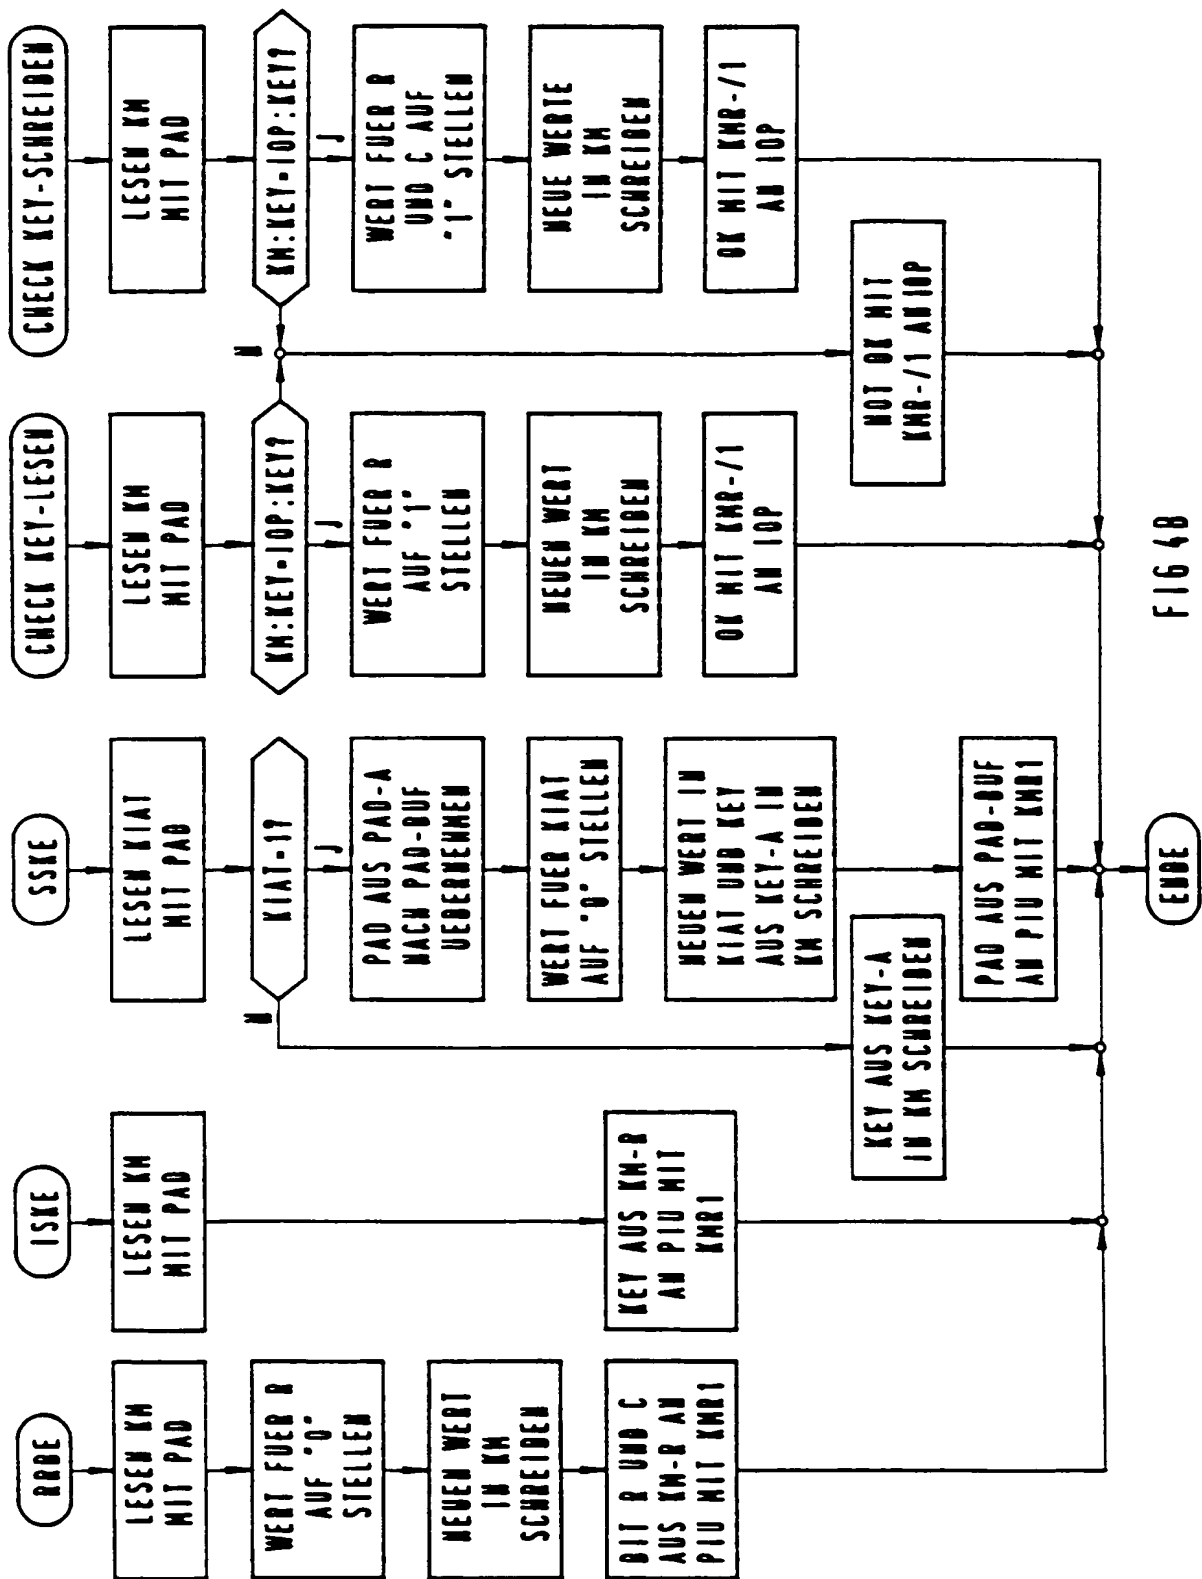 RRBE
LESEN KM
MIT PAD
WERT FUER R
AUF "0"
STELLEN
NEUEN WERT
IN KM
SCHREIBEN
BIT R UND C
AUS KM-R AN
PIU MIT KMR1
ISKE
LESEN KM
MIT PAD
KEY AUS KM-R
AN PIU MIT
KMR1
SSKE
LESEN KIAT
MIT PAD
KIAT=1?
N
J
PAD AUS PAD-A
NACH PAD-BUF
UEBERNEHMEN
WERT FUER KIAT
AUF "0" STELLEN
NEUEN WERT IN
KIAT UND KEY
AUS KEY-A IN
KM SCHREIBEN
KEY AUS KEY-A
IN KM SCHREIBEN
PAD AUS PAD-BUF
AN PIU MIT KMR1
CHECK KEY-LESEN
LESEN KM
MIT PAD
KM:KEY=IOP:KEY?
N
J
WERT FUER R
AUF "1"
STELLEN
NEUEN WERT
IN KM
SCHREIBEN
OK MIT KMR-/1
AN IOP
CHECK KEY-SCHREIBEN
LESEN KM
MIT PAD
KM:KEY=IOP:KEY?
J
WERT FUER R
UND C AUF
"1" STELLEN
NEUE WERTE
IN KM
SCHREIBEN
OK MIT KMR-/1
AN IOP
NOT OK MIT
KMR-/1 AN IOP
ENDE
FIG 4B